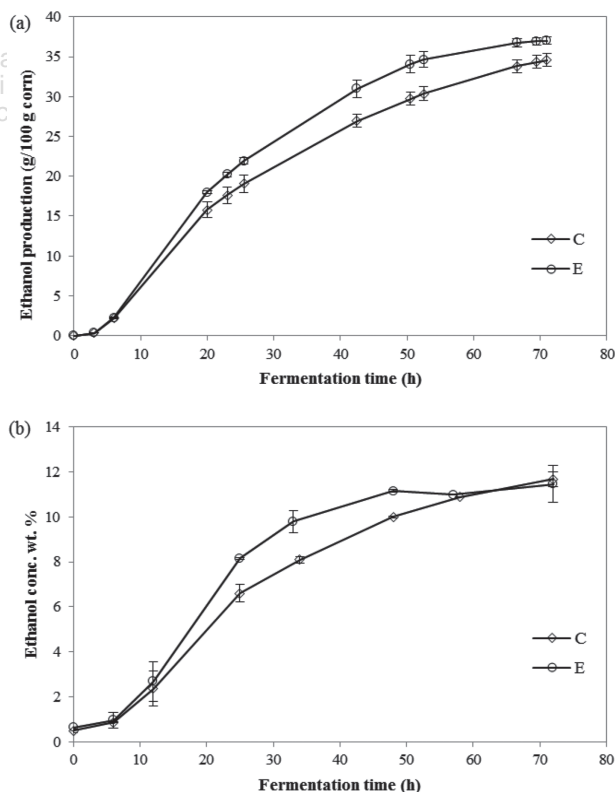 (a)
40
35
30
25
20
15
10
5
0
Ethanol production (g/100 g corn)
C
E
0 10 20 30 40 50 60 70 80
Fermentation time (h)
(b)
14
12
10
8
6
4
2
0
Ethanol conc. wt. %
C
E
0 10 20 30 40 50 60 70 80
Fermentation time (h)